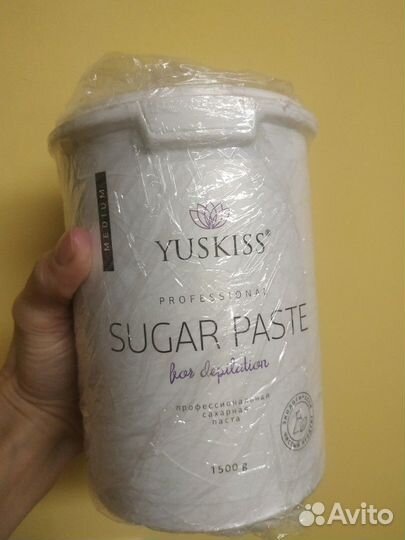 MEDIUM
YUSKISS®
PROFESSIONAL
SUGAR PASTE
for depilation
профессиональная
сахарная
паста
1500 g
Avito